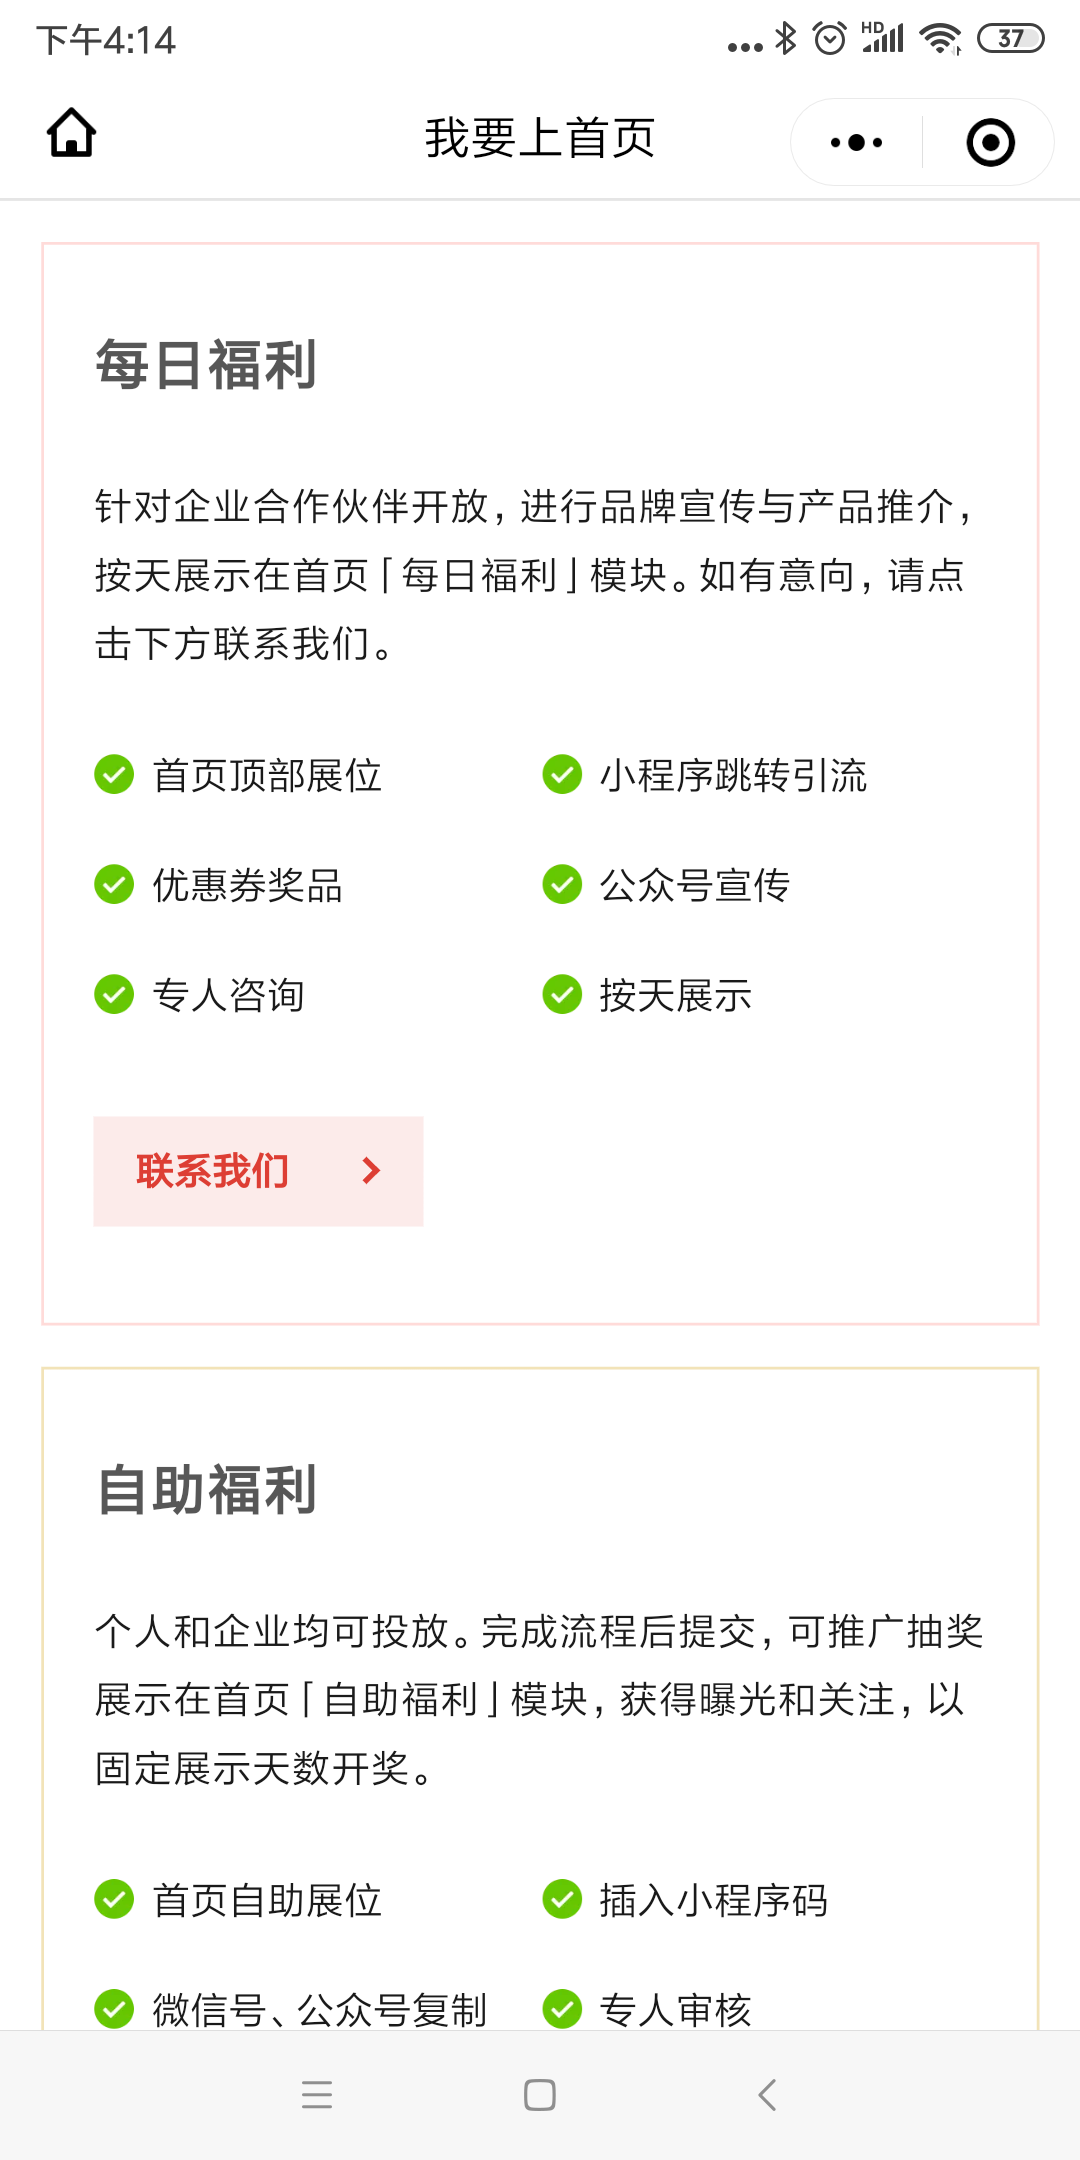 下午4:14
HD
37
我要上首页
每日福利
针对企业合作伙伴开放，进行品牌宣传与产品推介，
按天展示在首页「每日福利」模块。如有意向，请点
击下方联系我们。
首页顶部展位
小程序跳转引流
优惠券奖品
公众号宣传
专人咨询
按天展示
联系我们
自助福利
个人和企业均可投放。完成流程后提交，可推广抽奖
展示在首页「自助福利」模块，获得曝光和关注，以
固定展示天数开奖。
首页自助展位
插入小程序码
微信号、公众号复制
专人审核